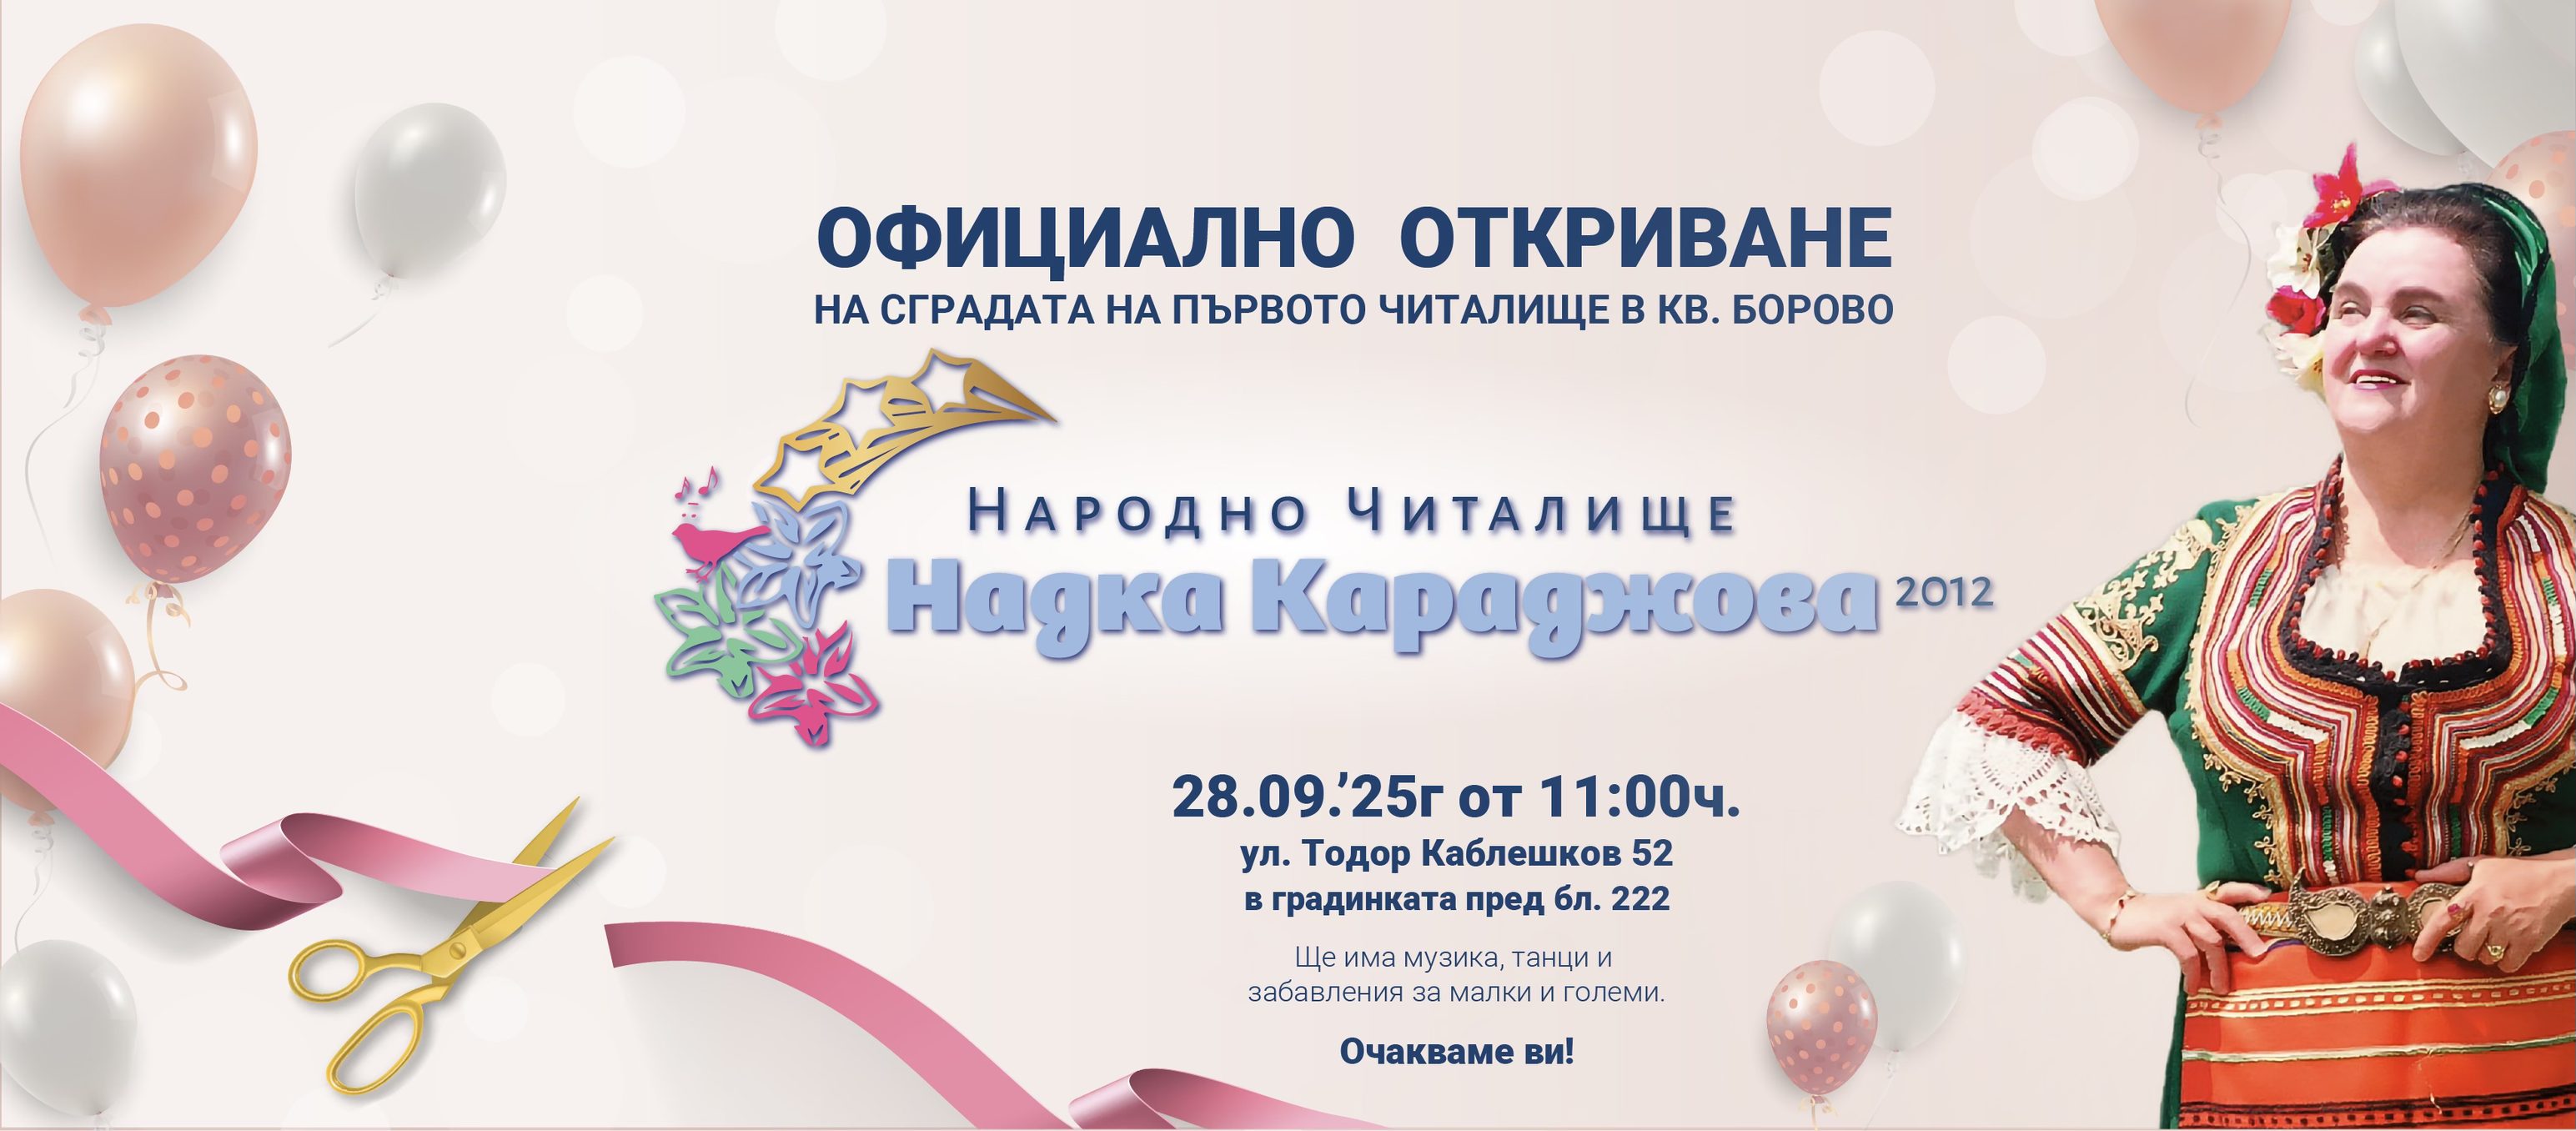 ОФИЦИАЛНО ОТКРИВАНЕ
НА СГРАДАТА НА ПЪРВОТО ЧИТАЛИЩЕ В КВ. БОРОВО
Народно Читалище
Надка Караджова 2012
28.09.’25г от 11:00ч.
ул. Тодор Каблешков 52
в градинката пред бл. 222
Ще има музика, танци и
забавления за малки и големи.
Очакваме ви!